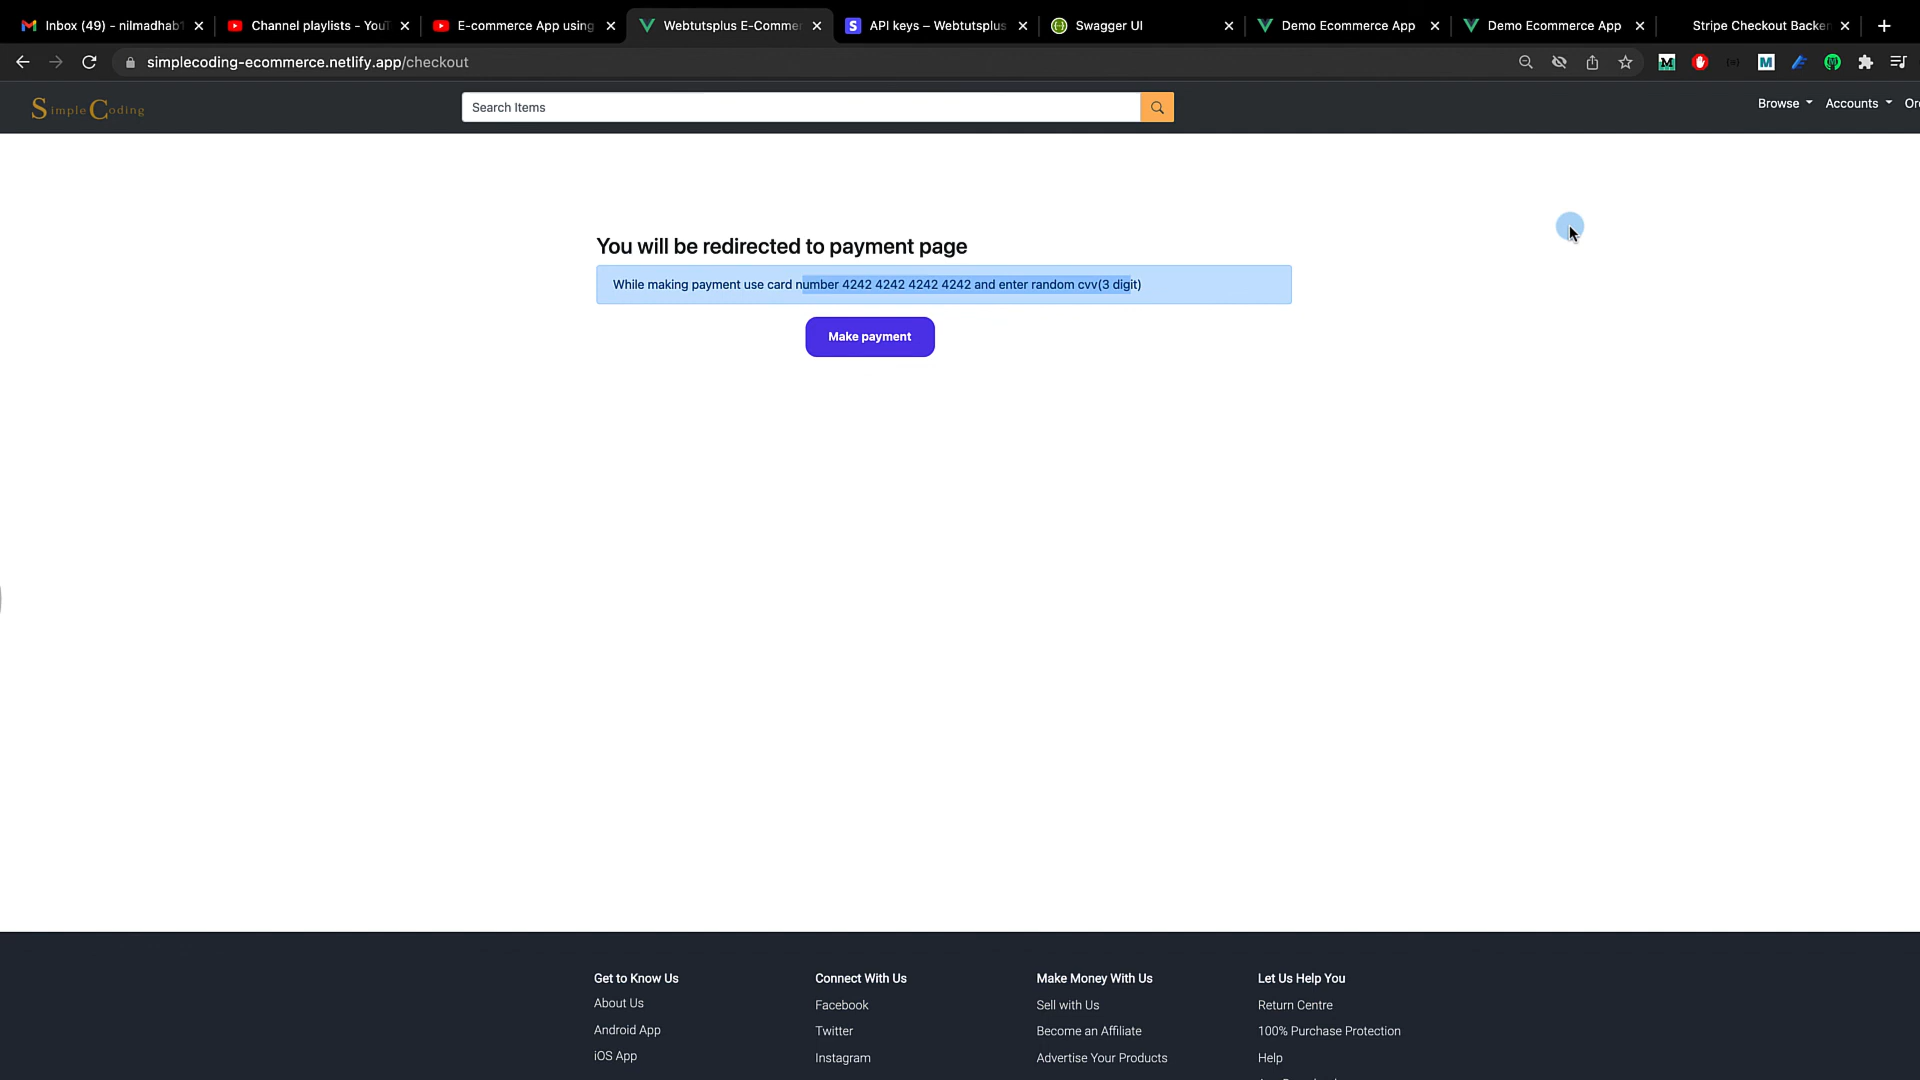 Inbox (49) - nilmadhab
Channel playlists - YouT
E-commerce App using
Webtutsplus E-Commer
API keys – Webtutsplus
Swagger UI
Demo Ecommerce App
Demo Ecommerce App
Stripe Checkout Backen
simplecoding-ecommerce.netlify.app/checkout
Simple Coding
Search Items
Browse
Accounts
Or
You will be redirected to payment page
While making payment use card number 4242 4242 4242 4242 and enter random cvv(3 digit)
Make payment
Get to Know Us
About Us
Android App
iOS App
Connect With Us
Facebook
Twitter
Instagram
Make Money With Us
Sell with Us
Become an Affiliate
Advertise Your Products
Let Us Help You
Return Centre
100% Purchase Protection
Help